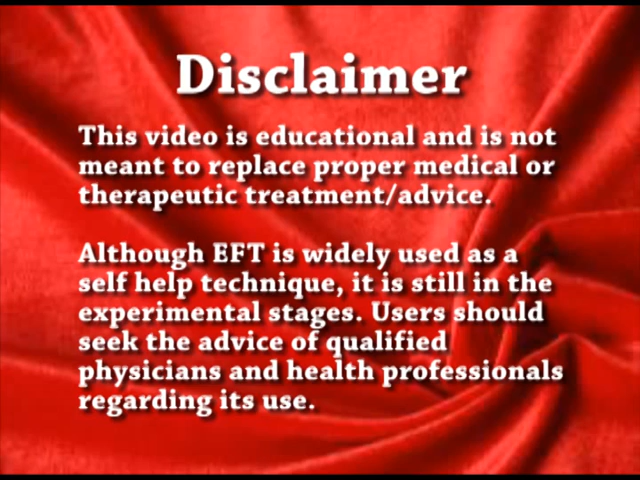 Disclaimer
This video is educational and is not
meant to replace proper medical or
therapeutic treatment/advice.
Although EFT is widely used as a
self help technique, it is still in the
experimental stages. Users should
seek the advice of qualified
physicians and health professionals
regarding its use.